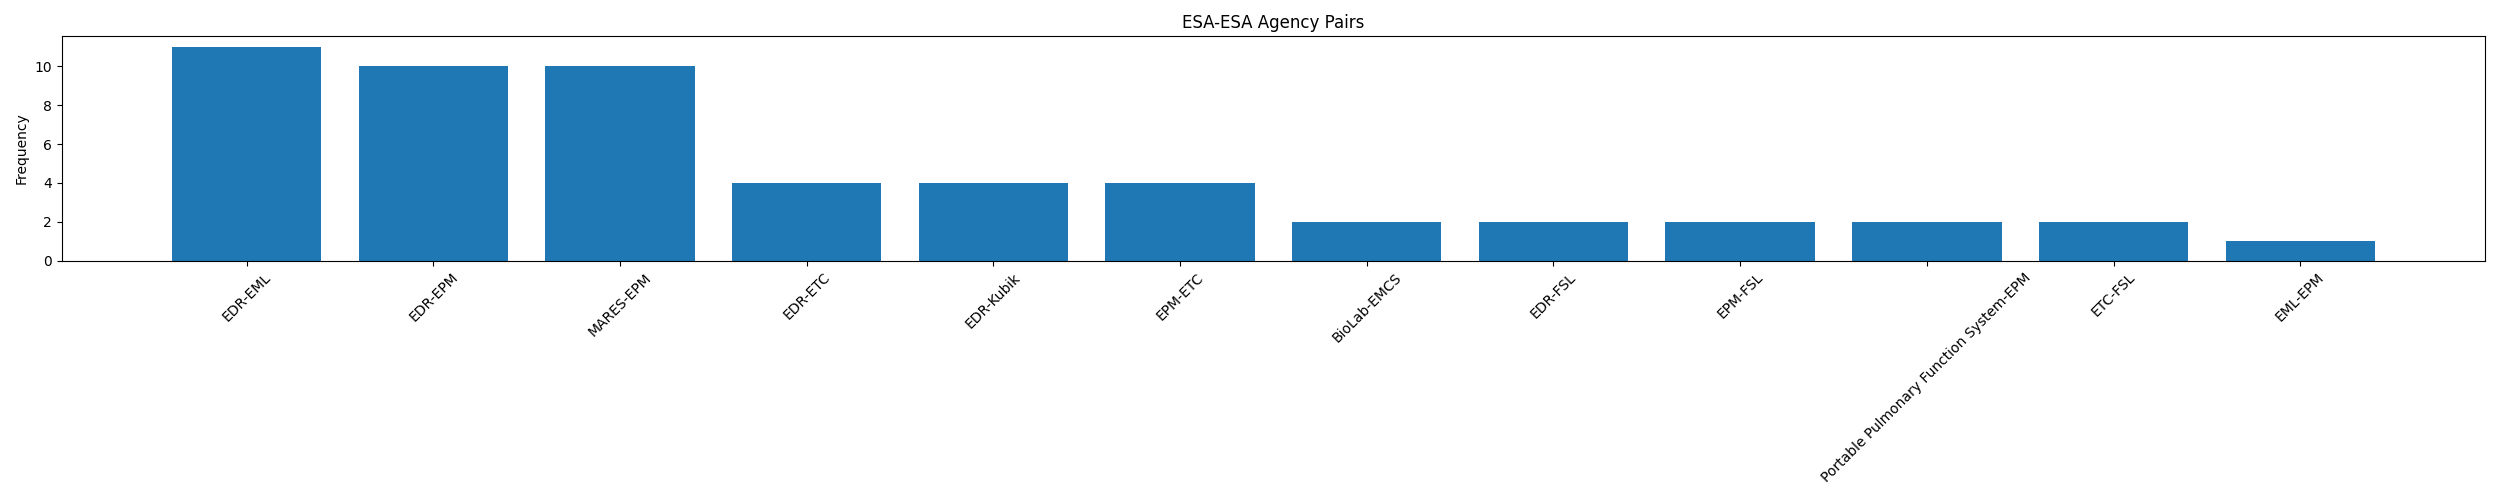 ESA-ESA Agency Pairs
Frequency
10
8
6
4
2
0
EDR-EML
EDR-EPM
MARES-EPM
EDR-ETC
EDR-Kubik
EPM-ETC
BioLab-EMCS
EDR-FSL
EPM-FSL
Portable Pulmonary Function System-EPM
ETC-FSL
EML-EPM